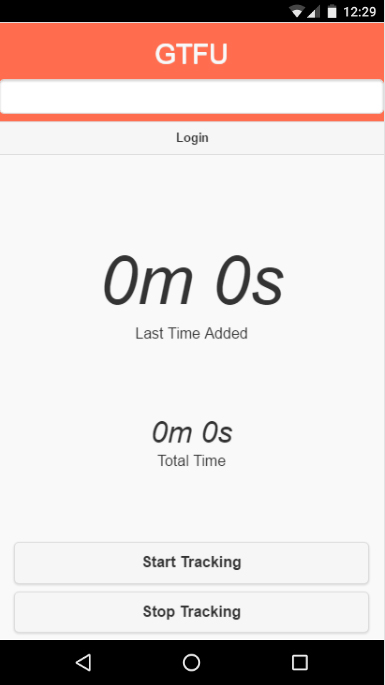 12:29
GTFU
Login
0m 0s
Last Time Added
0m 0s
Total Time
Start Tracking
Stop Tracking